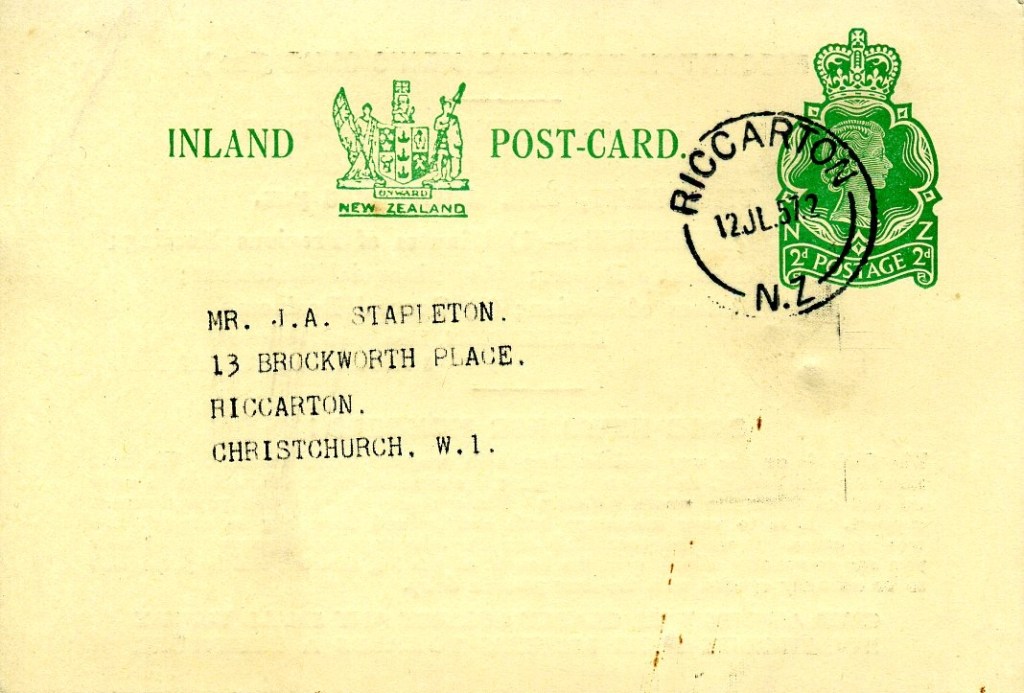 INLAND POST-CARD.
ONWARD
NEW ZEALAND
RICCARTON
12 JL.57 2
N.Z
N Z
2d POSTAGE 2d
MR. J.A. STAPLETON.
13 BROCKWORTH PLACE.
RICCARTON.
CHRISTCHURCH. W.1.